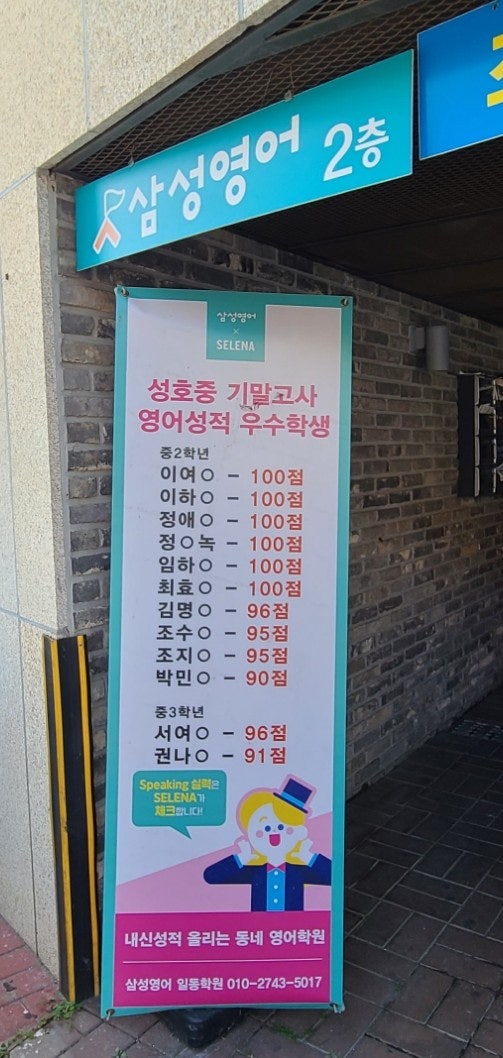 삼성영어 2층
삼성영어
×
SELENA
성호중 기말고사
영어성적 우수학생
중2학년
이여○ - 100점
이하○ - 100점
정애○ - 100점
정○녹 - 100점
임하○ - 100점
최효○ - 100점
김명○ - 96점
조수○ - 95점
조지○ - 95점
박민○ - 90점
중3학년
서여○ - 96점
권나○ - 91점
Speaking 실력은
SELENA가
체크합니다!
내신성적 올리는 동네 영어학원
삼성영어 일동학원 010-2743-5017